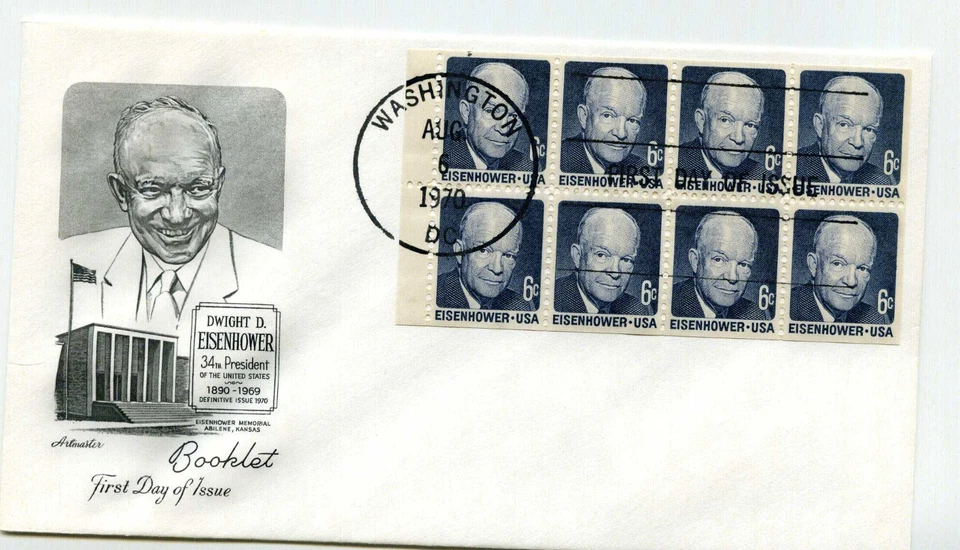 DWIGHT D.
EISENHOWER
34TH President
OF THE UNITED STATES
1890 - 1969
DEFINITIVE ISSUE 1970
EISENHOWER MEMORIAL
ABILENE, KANSAS
Artmaster
Booklet
First Day of Issue
WASHINGTON
AUG
6
1970
D.C.
FIRST DAY OF ISSUE
6c 6c 6c 6c
EISENHOWER·USA EISENHOWER·USA EISENHOWER·USA EISENHOWER·USA
6c 6c 6c 6c
EISENHOWER·USA EISENHOWER·USA EISENHOWER·USA EISENHOWER·USA